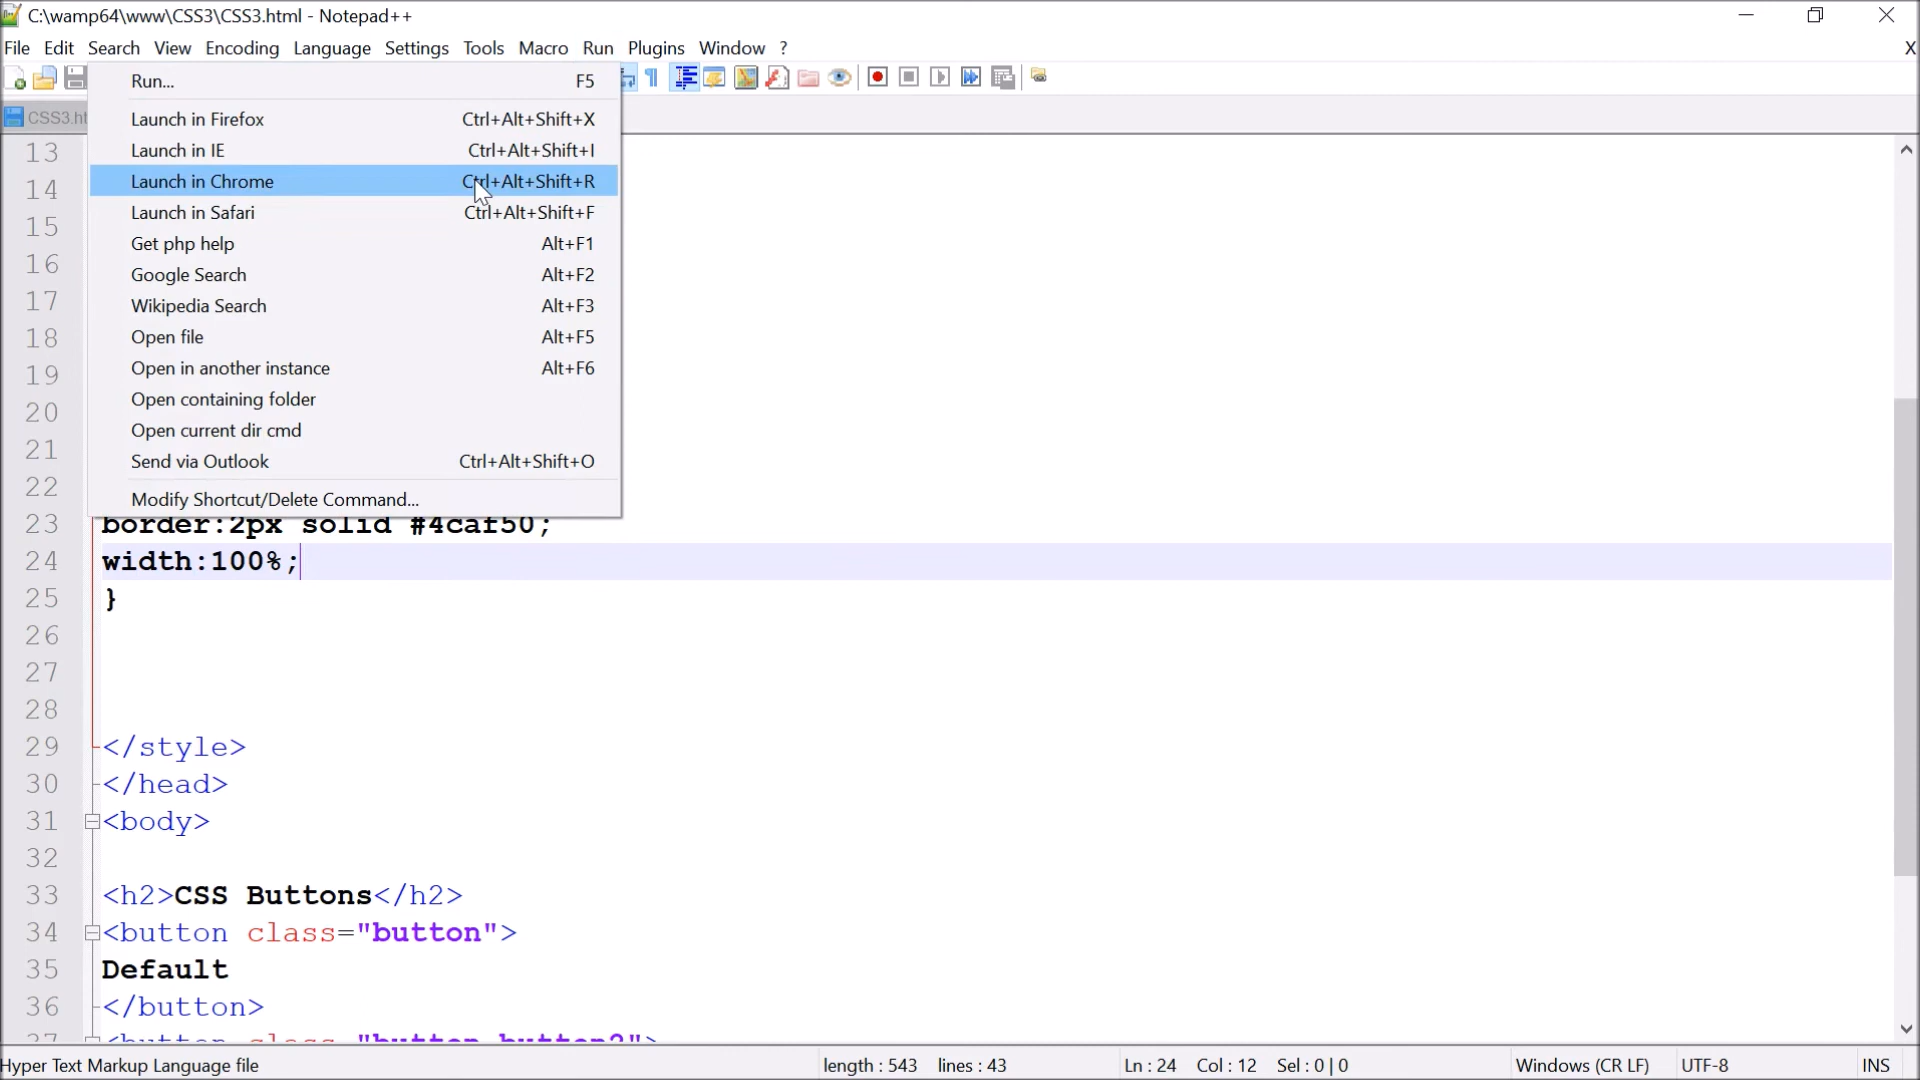 C:\wamp64\www\CSS3\CSS3.html - Notepad++
File Edit Search View Encoding Language Settings Tools Macro Run Plugins Window ? X
Run... F5
CSS3.ht
Launch in Firefox Ctrl+Alt+Shift+X
Launch in IE Ctrl+Alt+Shift+I
Launch in Chrome Ctrl+Alt+Shift+R
Launch in Safari Ctrl+Alt+Shift+F
Get php help Alt+F1
Google Search Alt+F2
Wikipedia Search Alt+F3
Open file Alt+F5
Open in another instance Alt+F6
Open containing folder
Open current dir cmd
Send via Outlook Ctrl+Alt+Shift+O
Modify Shortcut/Delete Command...
13
14
15
16
17
18
19
20
21
22
23 border:2px solid #4caf50;
24 width:100%;
25 }
26
27
28
29 </style>
30 </head>
31 <body>
32
33 <h2>CSS Buttons</h2>
34 <button class="button">
35 Default
36 </button>
37 <button class="button button2">
Hyper Text Markup Language file length : 543 lines : 43 Ln : 24 Col : 12 Sel : 0 | 0 Windows (CR LF) UTF-8 INS